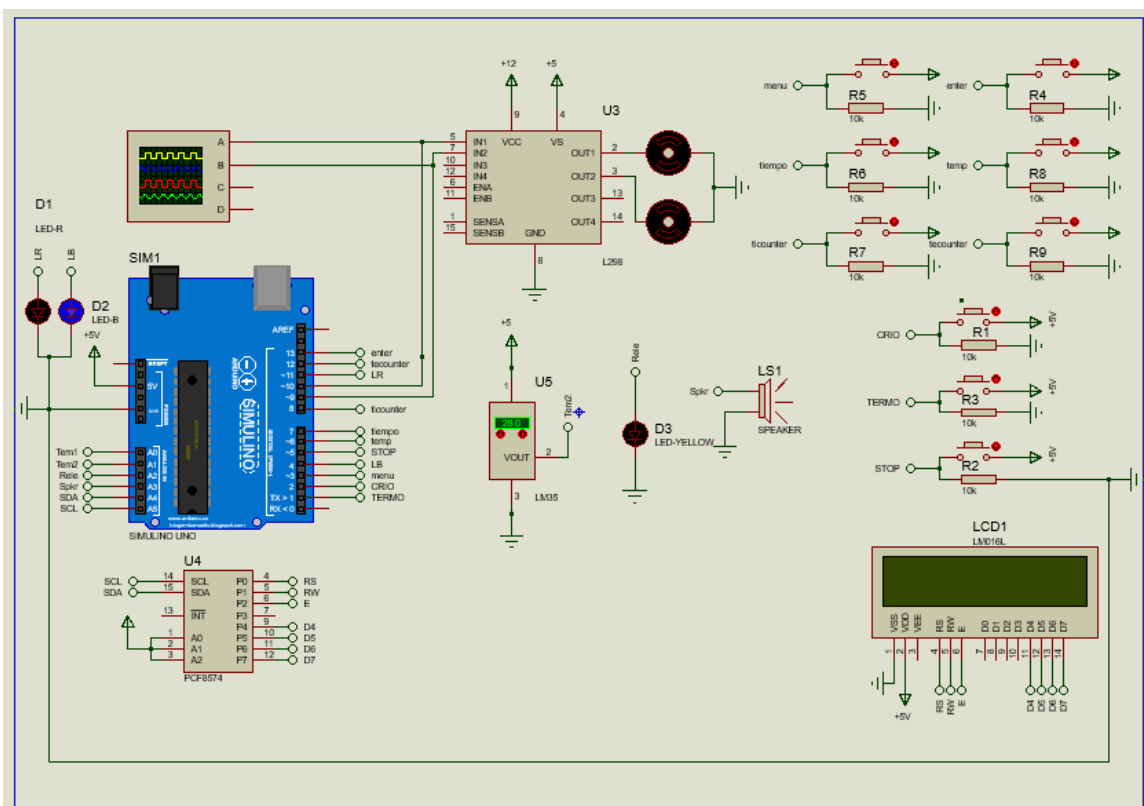 +12
+5
U3
A
B
C
D
5
7
10
12
6
11
1
15
IN1
IN2
IN3
IN4
ENA
ENB
SENSA
SENSB
9
VCC
4
VS
OUT1
OUT2
OUT3
OUT4
2
3
13
14
GND
8
L298
menu
R5
10k
enter
R4
10k
tiempo
R6
10k
temp
R8
10k
ticounter
R7
10k
tecounter
R9
10k
CRIO
R1
10k
+5V
TERMO
R3
10k
+5V
STOP
R2
10k
+5V
D1
LED-R
LR
LB
D2
LED-B
+5V
SIM1
AREF
13
12
~11
~10
~9
8
7
~6
~5
4
~3
2
TX > 1
RX < 0
enter
tecounter
LR
ticounter
tiempo
temp
STOP
LB
menu
CRIO
TERMO
5V
POWER
ARDUINO
SIMULINO
ANALOG IN
Tem1
Tem2
Rele
Spkr
SDA
SCL
A0
A1
A2
A3
A4
A5
SIMULINO UNO
+5
1
U5
28.0
VOUT
2
Tem2
3
LM35
Rele
D3
LED-YELLOW
Spkr
LS1
SPEAKER
U4
SCL
SDA
14
15
13
1
2
3
SCL
SDA
INT
A0
A1
A2
P0
P1
P2
P3
P4
P5
P6
P7
4
5
6
7
9
10
11
12
RS
RW
E
D4
D5
D6
D7
PCF8574
LCD1
LM016L
VSS
VDD
VEE
RS
RW
E
D0
D1
D2
D3
D4
D5
D6
D7
1
2
3
4
5
6
7
8
9
10
11
12
13
14
+5V
RS
RW
E
D4
D5
D6
D7